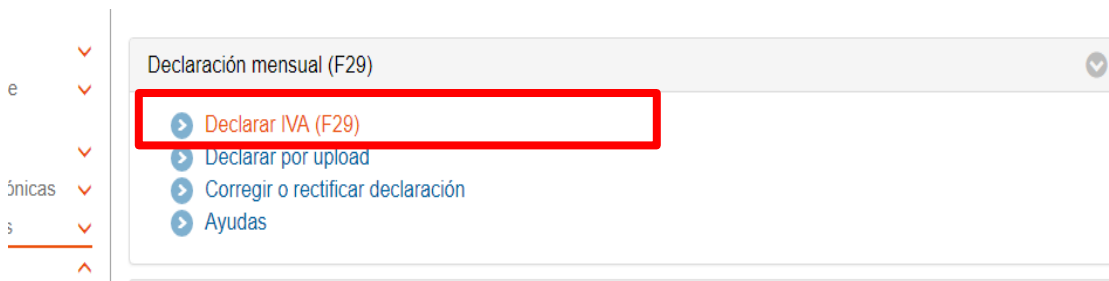 Declaración mensual (F29)
e
Declarar IVA (F29)
Declarar por upload
ónicas
Corregir o rectificar declaración
s
Ayudas